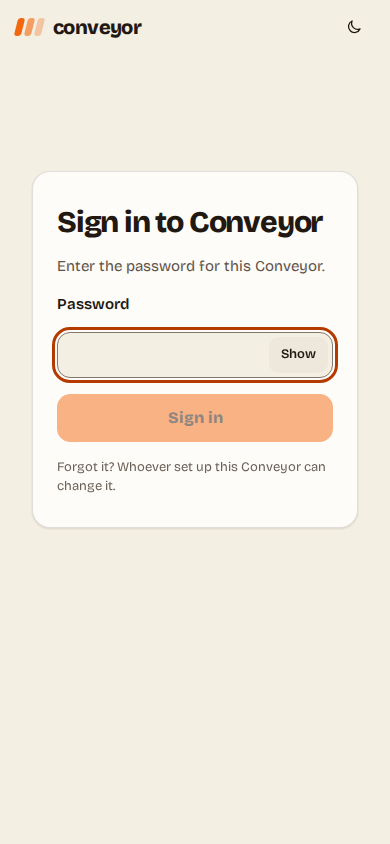 conveyor
Sign in to Conveyor
Enter the password for this Conveyor.
Password
Show
Sign in
Forgot it? Whoever set up this Conveyor can
change it.